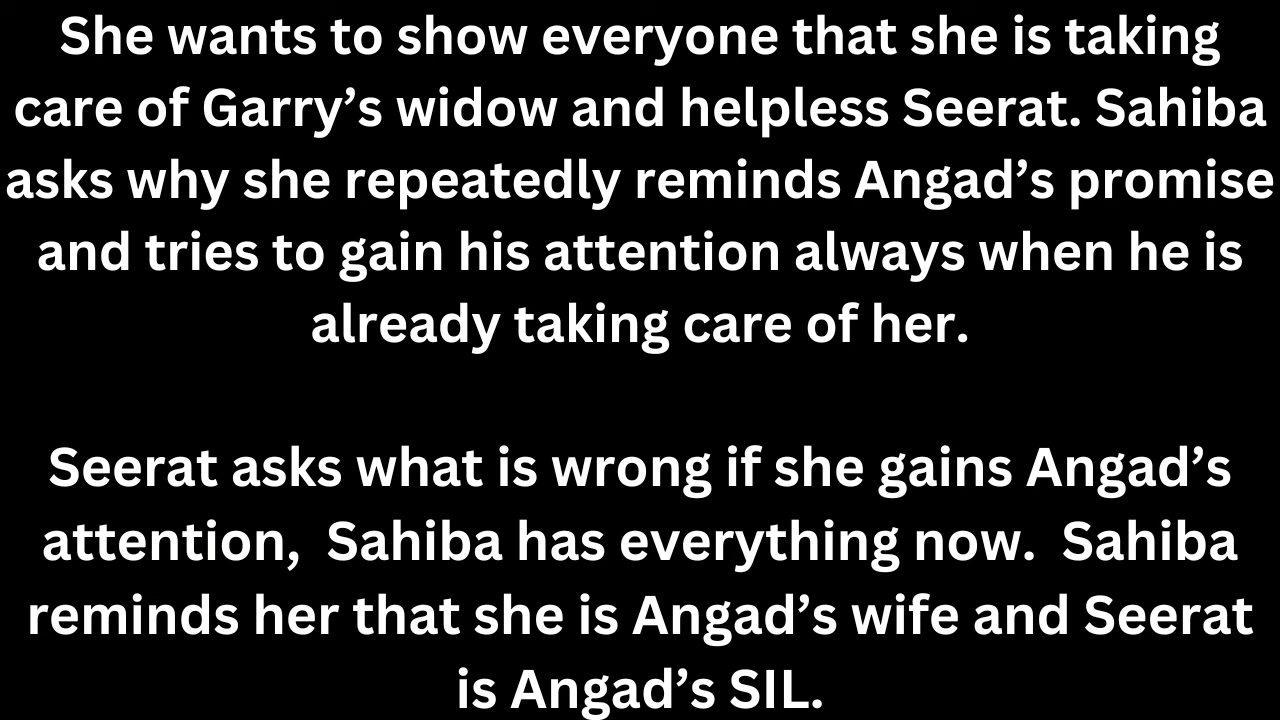 She wants to show everyone that she is taking
care of Garry’s widow and helpless Seerat. Sahiba
asks why she repeatedly reminds Angad’s promise
and tries to gain his attention always when he is
already taking care of her.
Seerat asks what is wrong if she gains Angad’s
attention,  Sahiba has everything now.  Sahiba
reminds her that she is Angad’s wife and Seerat
is Angad’s SIL.